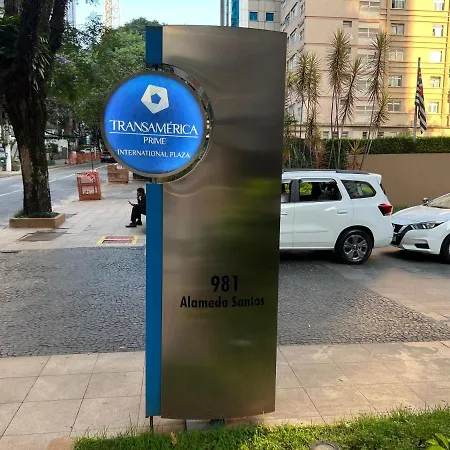 TRANSAMÉRICA
PRIME
INTERNATIONAL PLAZA
981
Alameda Santos